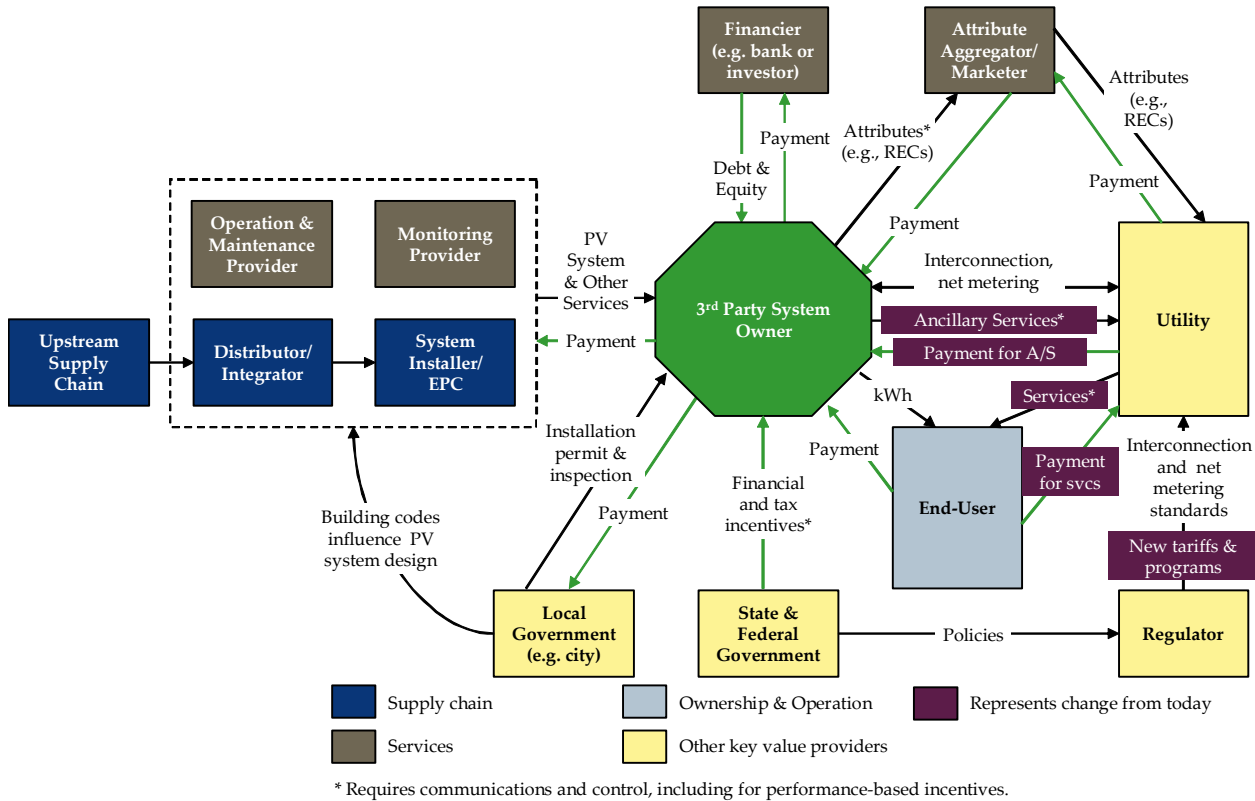 Financier
(e.g. bank or
investor)
Attribute
Aggregator/
Marketer
Attributes
(e.g.,
RECs)
Payment
Attributes*
(e.g., RECs)
Debt &
Equity
Payment
Payment
Operation &
Maintenance
Provider
Monitoring
Provider
PV
System
& Other
Services
Interconnection,
net metering
3rd Party System
Owner
Ancillary Services*
Utility
Upstream
Supply
Chain
Distributor/
Integrator
System
Installer/
EPC
Payment
Payment for A/S
kWh
Services*
Installation
permit &
inspection
Payment
Interconnection
and net
metering
standards
Payment
for svcs
Financial
and tax
incentives*
End-User
Payment
Building codes
influence PV
system design
New tariffs &
programs
Local
Government
(e.g. city)
State &
Federal
Government
Policies
Regulator
Supply chain
Ownership & Operation
Represents change from today
Services
Other key value providers
* Requires communications and control, including for performance-based incentives.